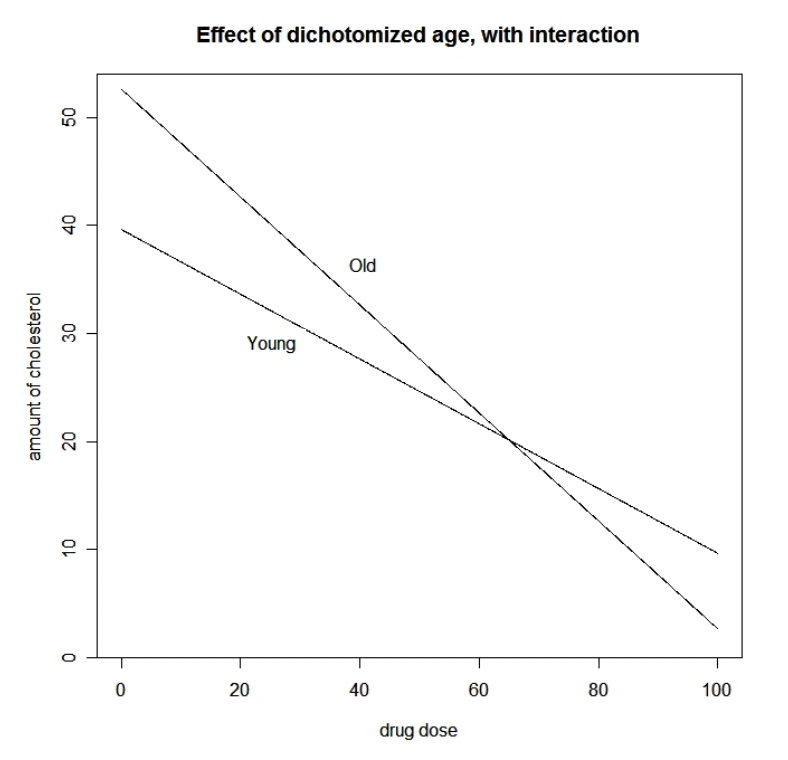 Effect of dichotomized age, with interaction
amount of cholesterol
50
40
30
20
10
0
Old
Young
0 20 40 60 80 100
drug dose